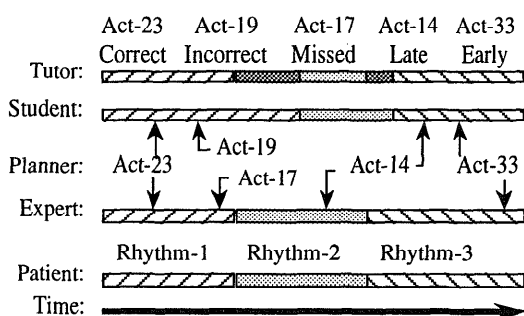 Act-23 Act-19 Act-17 Act-14 Act-33
Correct Incorrect Missed Late Early
Tutor:
Student:
Act-19
Planner: Act-23 Act-14 Act-33
Act-17
Expert:
Rhythm-1 Rhythm-2 Rhythm-3
Patient:
Time: